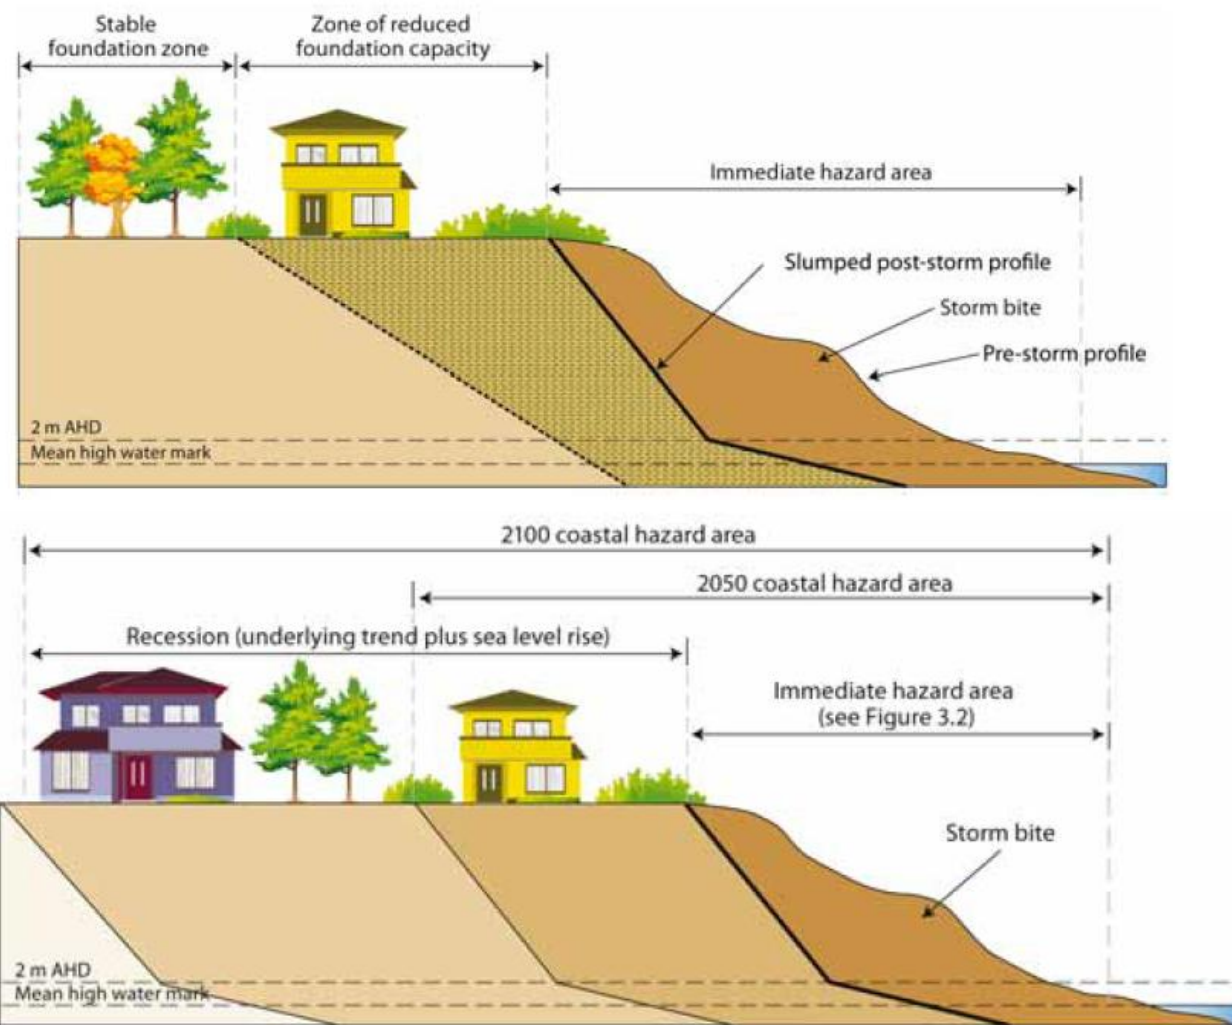 Stable
foundation zone
Zone of reduced
foundation capacity
Immediate hazard area
Slumped post-storm profile
Storm bite
Pre-storm profile
2 m AHD
Mean high water mark
2100 coastal hazard area
2050 coastal hazard area
Recession (underlying trend plus sea level rise)
Immediate hazard area
(see Figure 3.2)
Storm bite
2 m AHD
Mean high water mark